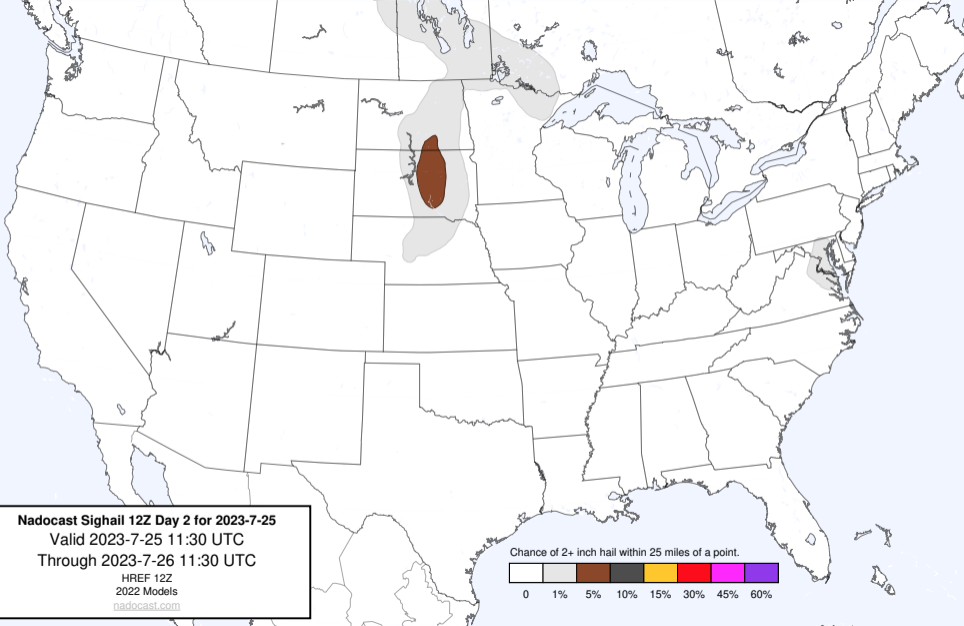 Nadocast Sighail 12Z Day 2 for 2023-7-25
Valid 2023-7-25 11:30 UTC
Through 2023-7-26 11:30 UTC
HREF 12Z
2022 Models
nadocast.com
Chance of 2+ inch hail within 25 miles of a point.
0 1% 5% 10% 15% 30% 45% 60%